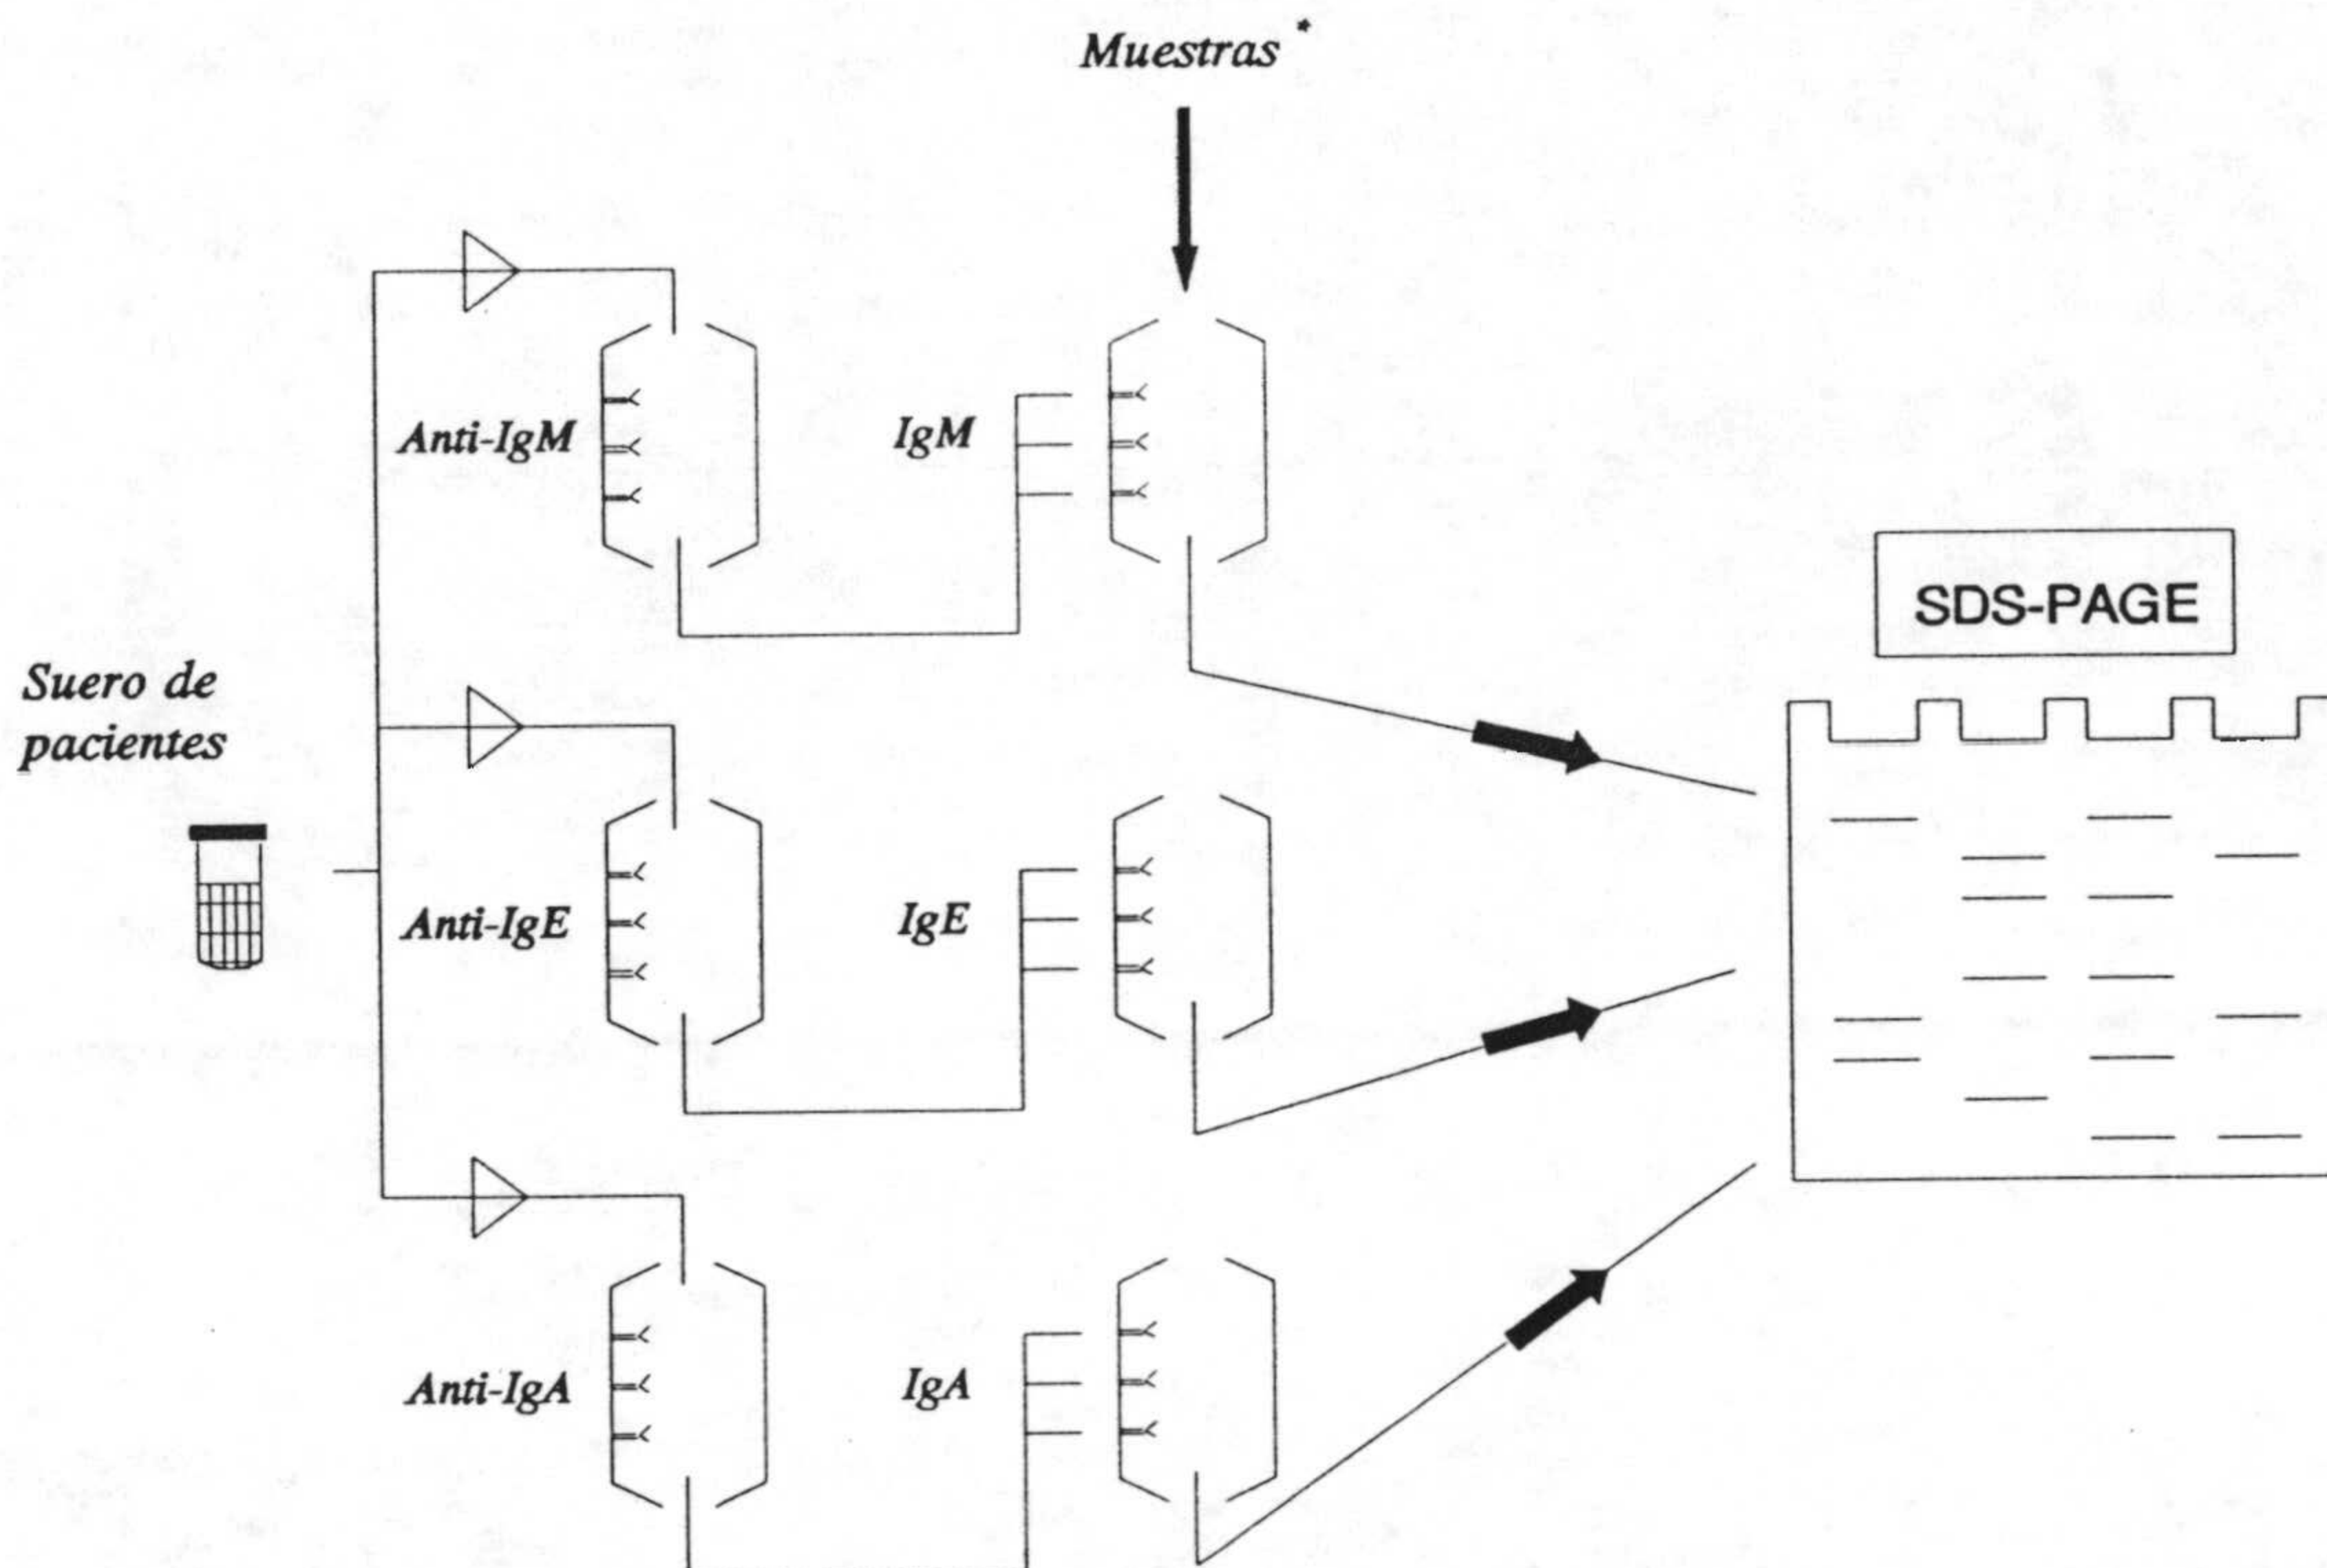 Muestras *
Anti-IgM
IgM
SDS-PAGE
Suero de
pacientes
Anti-IgE
IgE
Anti-IgA
IgA